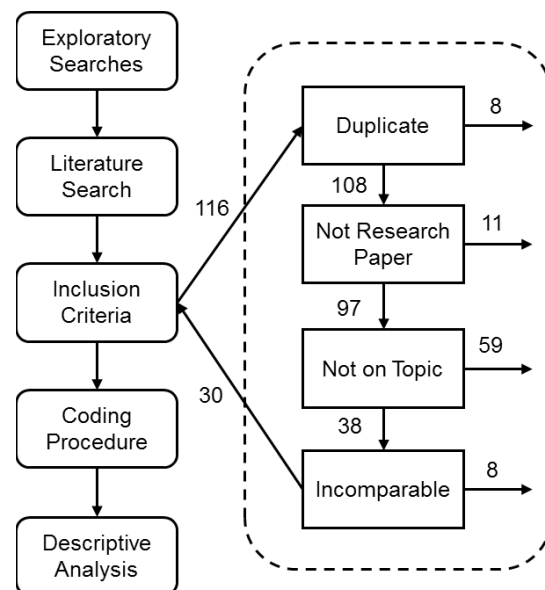 Exploratory
Searches
Literature
Search
Inclusion
Criteria
Coding
Procedure
Descriptive
Analysis
116
30
Duplicate
8
108
Not Research
Paper
11
97
Not on Topic
59
38
Incomparable
8